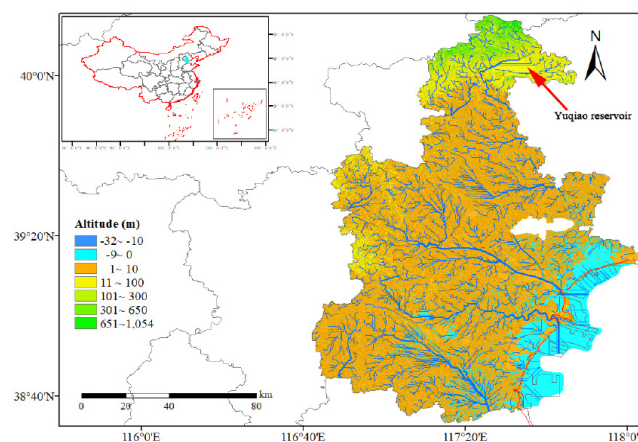 N
Yuqiao reservoir
40°0'N
39°20'N
38°40'N
Altitude (m)
-32~ -10
-9~ 0
1~ 10
11~ 100
101~ 300
301~ 650
651~1,054
km
0 20 40 80
116°0'E
116°40'E
117°20'E